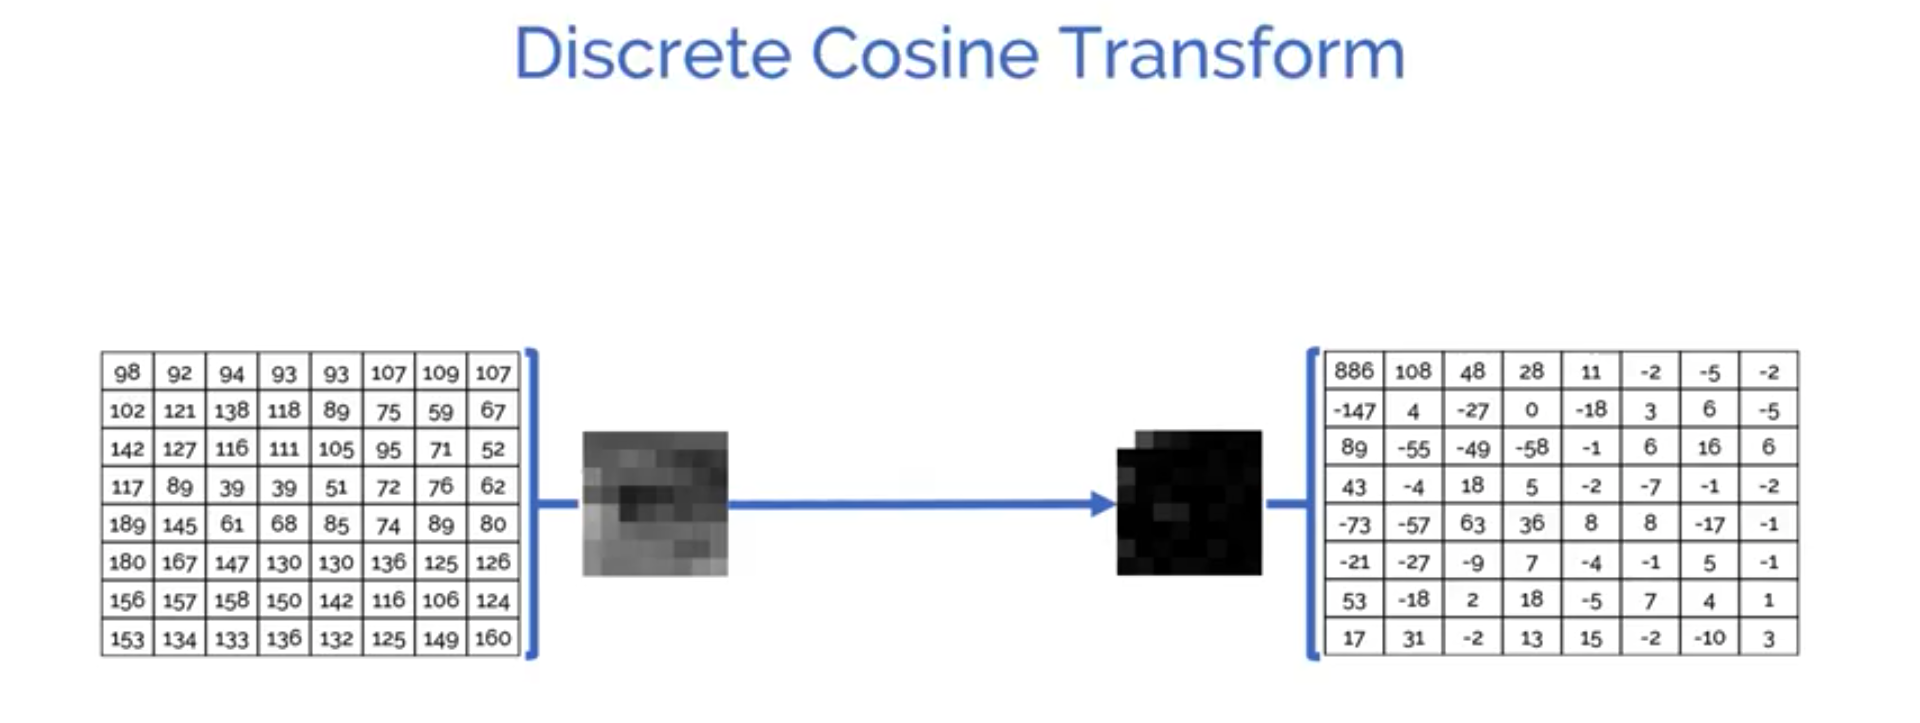 Discrete Cosine Transform
98 92 94 93 93 107 109 107
102 121 138 118 89 75 59 67
142 127 116 111 105 95 71 52
117 89 39 39 51 72 76 62
189 145 61 68 85 74 89 80
180 167 147 130 130 136 125 126
156 157 158 150 142 116 106 124
153 134 133 136 132 125 149 160
886 108 48 28 11 -2 -5 -2
-147 4 -27 0 -18 3 6 -5
89 -55 -49 -58 -1 6 16 6
43 -4 18 5 -2 -7 -1 -2
-73 -57 63 36 8 8 -17 -1
-21 -27 -9 7 -4 -1 5 -1
53 -18 2 18 -5 7 4 1
17 31 -2 13 15 -2 -10 3